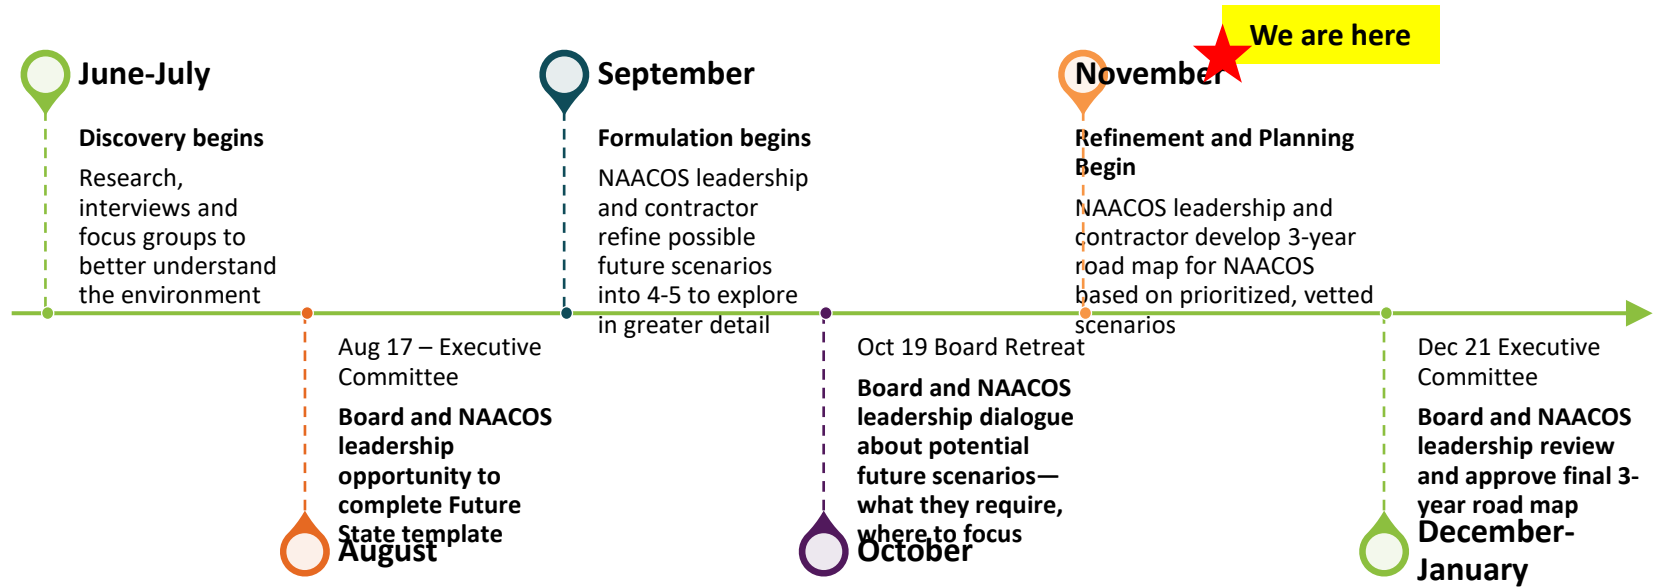 We are here
June-July
Discovery begins
Research,
interviews and
focus groups to
better understand
the environment
September
Formulation begins
NAACOS leadership
and contractor
refine possible
future scenarios
into 4-5 to explore
in greater detail
November
Refinement and Planning
Begin
NAACOS leadership and
contractor develop 3-year
road map for NAACOS
based on prioritized, vetted
scenarios
Aug 17 – Executive
Committee
Board and NAACOS
leadership
opportunity to
complete Future
State template
August
Oct 19 Board Retreat
Board and NAACOS
leadership dialogue
about potential
future scenarios—
what they require,
where to focus
October
Dec 21 Executive
Committee
Board and NAACOS
leadership review
and approve final 3-
year road map
December-
January